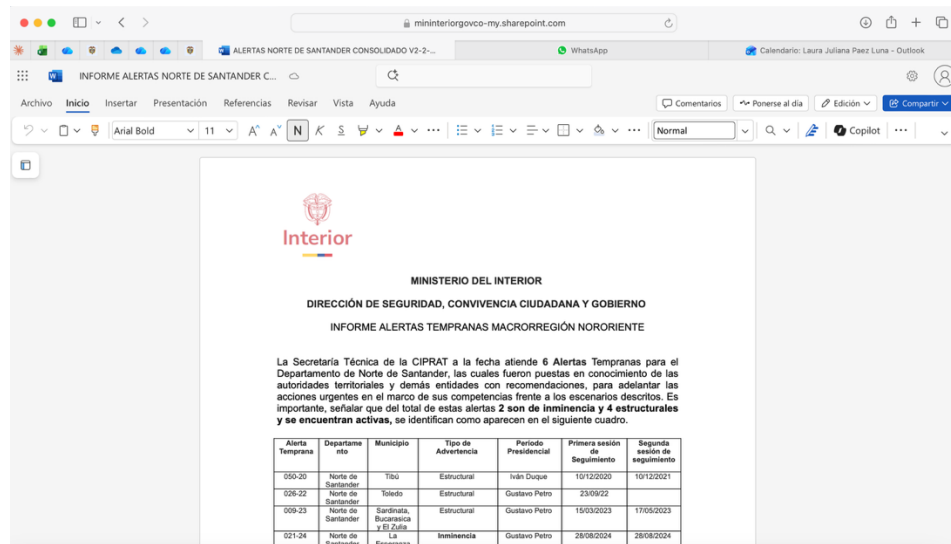 mininteriorgovco-my.sharepoint.com
ALERTAS NORTE DE SANTANDER CONSOLIDADO V2-2-...
WhatsApp
Calendario: Laura Juliana Paez Luna - Outlook
INFORME ALERTAS NORTE DE SANTANDER C...
Archivo Inicio Insertar Presentación Referencias Revisar Vista Ayuda
Comentarios Ponerse al día Edición Compartir
Arial Bold 11 N K S Normal Copilot
Interior
MINISTERIO DEL INTERIOR
DIRECCIÓN DE SEGURIDAD, CONVIVENCIA CIUDADANA Y GOBIERNO
INFORME ALERTAS TEMPRANAS MACRORREGIÓN NORORIENTE
La Secretaría Técnica de la CIPRAT a la fecha atiende 6 Alertas Tempranas para el
Departamento de Norte de Santander, las cuales fueron puestas en conocimiento de las
autoridades territoriales y demás entidades con recomendaciones, para adelantar las
acciones urgentes en el marco de sus competencias frente a los escenarios descritos. Es
importante, señalar que del total de estas alertas 2 son de inminencia y 4 estructurales
y se encuentran activas, se identifican como aparecen en el siguiente cuadro.
Alerta Temprana Departame nto Municipio Tipo de Advertencia Período Presidencial Primera sesión de Seguimiento Segunda sesión de seguimiento
050-20 Norte de Santander Tibú Estructural Iván Duque 10/12/2020 10/12/2021
026-22 Norte de Santander Toledo Estructural Gustavo Petro 23/09/22
009-23 Norte de Santander Sardinata, Bucarasica y El Zulia Estructural Gustavo Petro 15/03/2023 17/05/2023
021-24 Norte de Santander La Esperanza Inminencia Gustavo Petro 28/08/2024 28/08/2024